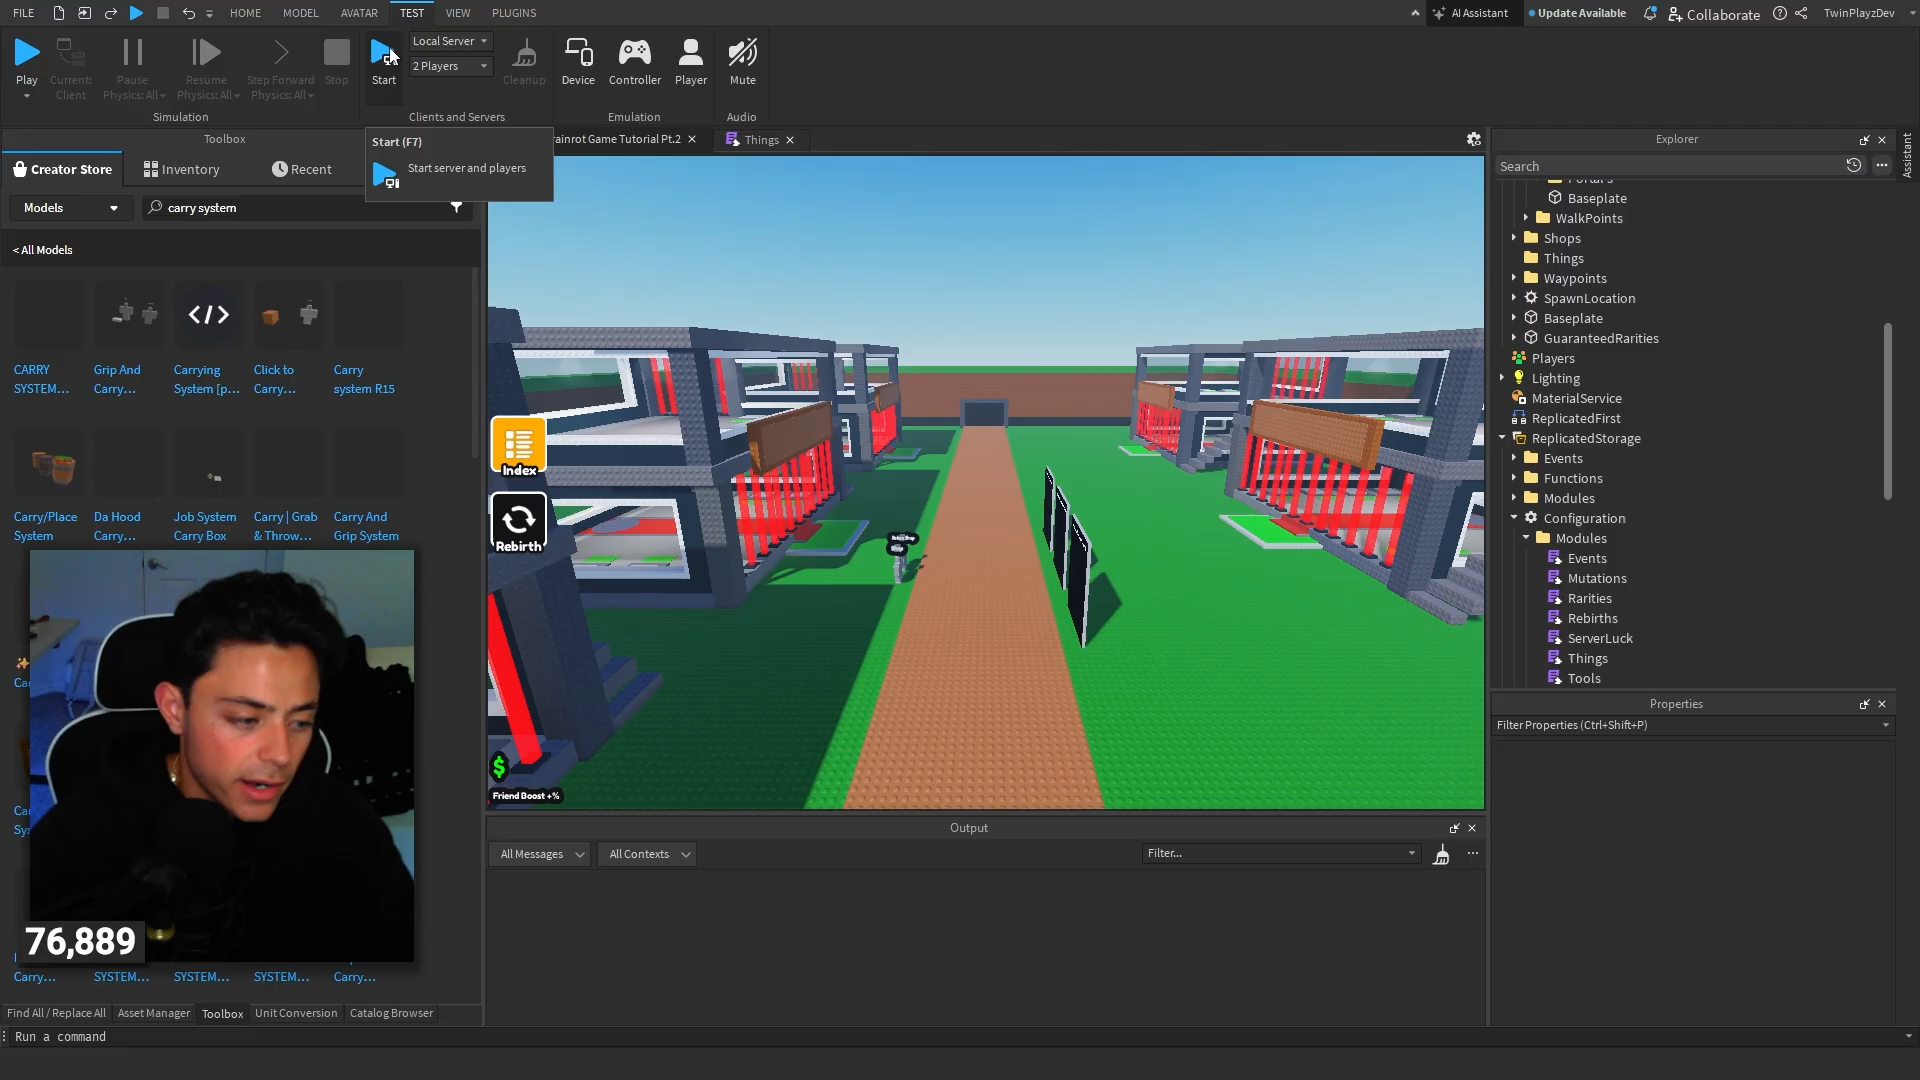 FILE
HOME
MODEL
AVATAR
TEST
VIEW
PLUGINS
AI Assistant
Update Available
Collaborate
TwinPlayzDev
Play
Current:
Client
Pause
Physics: All
Resume
Physics: All
Step Forward
Physics: All
Stop
Simulation
Start
Local Server
2 Players
Cleanup
Clients and Servers
Device
Controller
Player
Emulation
Mute
Audio
Start (F7)
Start server and players
Toolbox
Creator Store
Inventory
Recent
Models
carry system
< All Models
CARRY
SYSTEM...
Grip And
Carry...
Carrying
System [p...
Click to
Carry...
Carry
system R15
Carry/Place
System
Da Hood
Carry...
Job System
Carry Box
Carry | Grab
& Throw...
Carry And
Grip System
76,889
Carry...
SYSTEM...
SYSTEM...
SYSTEM...
Carry...
Find All / Replace All
Asset Manager
Toolbox
Unit Conversion
Catalog Browser
Run a command
ainrot Game Tutorial Pt.2
Things
Index
Rebirth
$
Friend Boost +%
Output
All Messages
All Contexts
Filter...
Explorer
Assistant
Search
Baseplate
WalkPoints
Shops
Things
Waypoints
SpawnLocation
Baseplate
GuaranteedRarities
Players
Lighting
MaterialService
ReplicatedFirst
ReplicatedStorage
Events
Functions
Modules
Configuration
Modules
Events
Mutations
Rarities
Rebirths
ServerLuck
Things
Tools
Properties
Filter Properties (Ctrl+Shift+P)